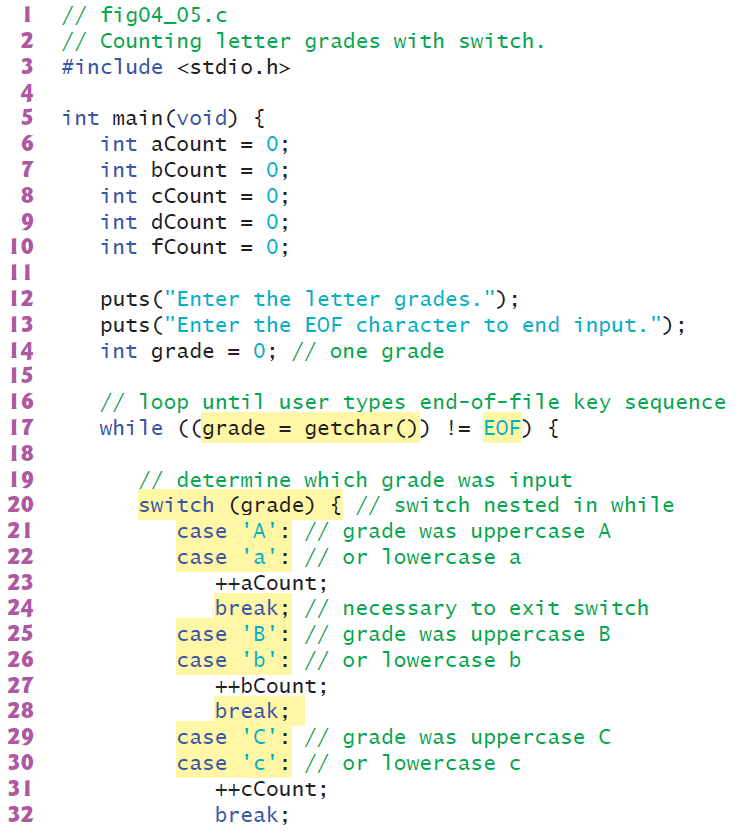 1 // fig04_05.c
2 // Counting letter grades with switch.
3 #include <stdio.h>
4
5 int main(void) {
6    int aCount = 0;
7    int bCount = 0;
8    int cCount = 0;
9    int dCount = 0;
10    int fCount = 0;
11
12    puts("Enter the letter grades.");
13    puts("Enter the EOF character to end input.");
14    int grade = 0; // one grade
15
16    // loop until user types end-of-file key sequence
17    while ((grade = getchar()) != EOF) {
18
19       // determine which grade was input
20       switch (grade) { // switch nested in while
21          case 'A': // grade was uppercase A
22          case 'a': // or lowercase a
23             ++aCount;
24             break; // necessary to exit switch
25          case 'B': // grade was uppercase B
26          case 'b': // or lowercase b
27             ++bCount;
28             break;
29          case 'C': // grade was uppercase C
30          case 'c': // or lowercase c
31             ++cCount;
32             break;